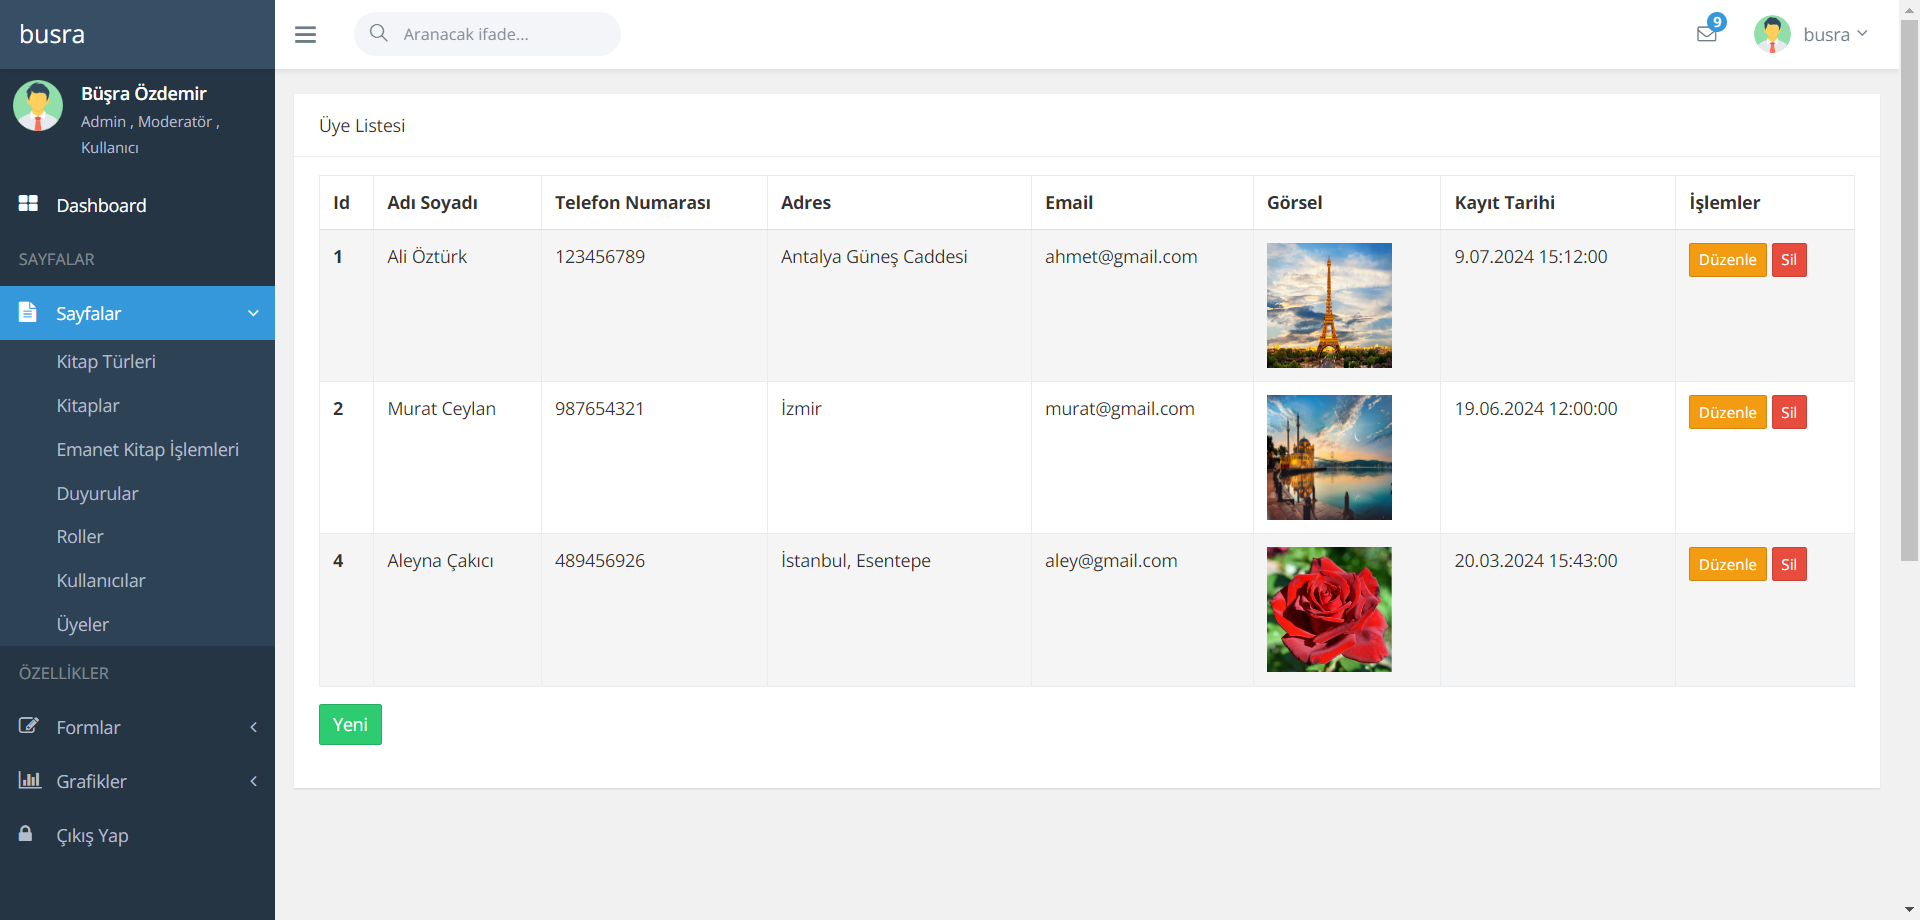 busra
Aranacak ifade...
9
busra
Büşra Özdemir
Admin , Moderatör ,
Kullanıcı
Dashboard
SAYFALAR
Sayfalar
Kitap Türleri
Kitaplar
Emanet Kitap İşlemleri
Duyurular
Roller
Kullanıcılar
Üyeler
ÖZELLİKLER
Formlar
Grafikler
Çıkış Yap
Üye Listesi
Id Adı Soyadı Telefon Numarası Adres Email Görsel Kayıt Tarihi İşlemler
1 Ali Öztürk 123456789 Antalya Güneş Caddesi ahmet@gmail.com 9.07.2024 15:12:00 Düzenle Sil
2 Murat Ceylan 987654321 İzmir murat@gmail.com 19.06.2024 12:00:00 Düzenle Sil
4 Aleyna Çakıcı 489456926 İstanbul, Esentepe aley@gmail.com 20.03.2024 15:43:00 Düzenle Sil
Yeni